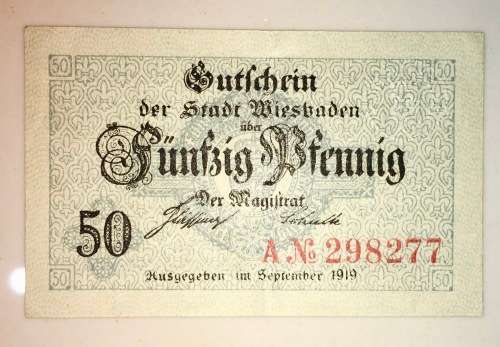 50 50
Gutschein
der Stadt Wiesbaden
über
Fünfzig Pfennig
Der Magistrat
50
A.№ 298277
Ausgegeben im September 1919
50 50